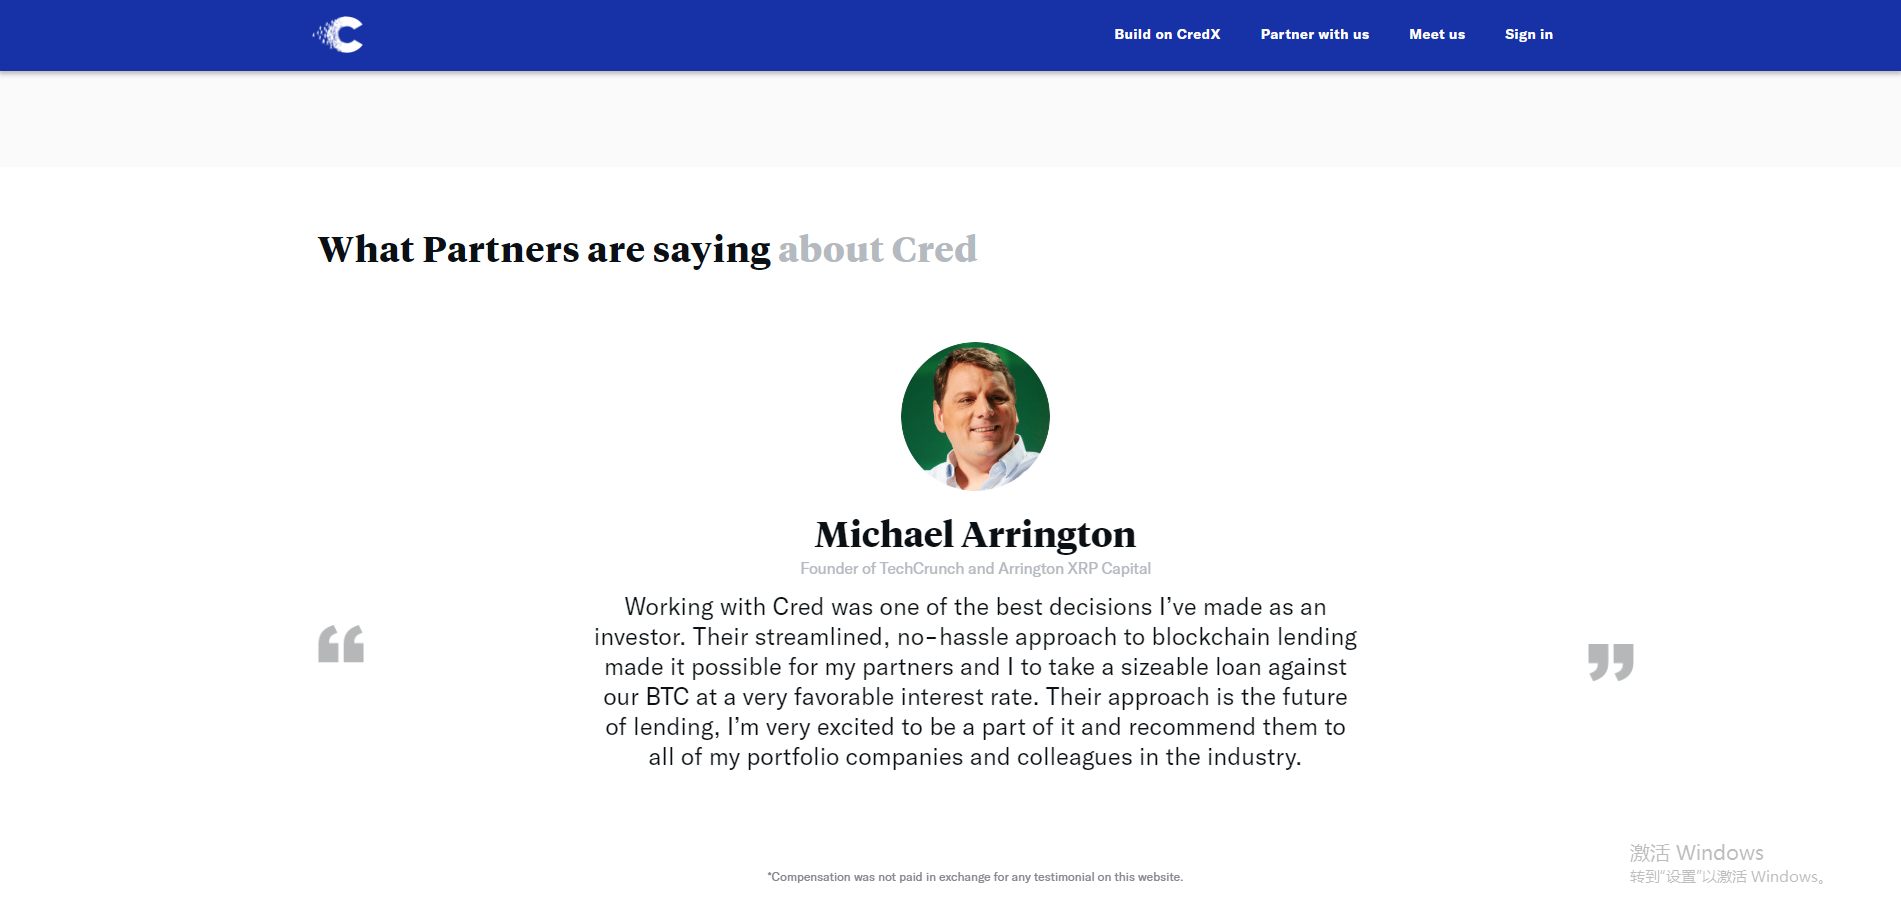 Build on CredX Partner with us Meet us Sign in
What Partners are saying about Cred
Michael Arrington
Founder of TechCrunch and Arrington XRP Capital
“
Working with Cred was one of the best decisions I’ve made as an
investor. Their streamlined, no-hassle approach to blockchain lending
made it possible for my partners and I to take a sizeable loan against
our BTC at a very favorable interest rate. Their approach is the future
of lending, I’m very excited to be a part of it and recommend them to
all of my portfolio companies and colleagues in the industry.
”
*Compensation was not paid in exchange for any testimonial on this website.
激活 Windows
转到“设置”以激活 Windows。